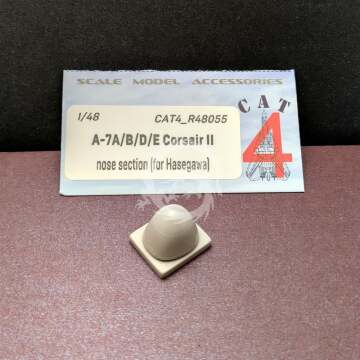 SCALE MODEL ACCESSORIES
1/48 CAT4_R48055
CAT
4
A-7A/B/D/E Corsair II
nose section (for Hasegawa)